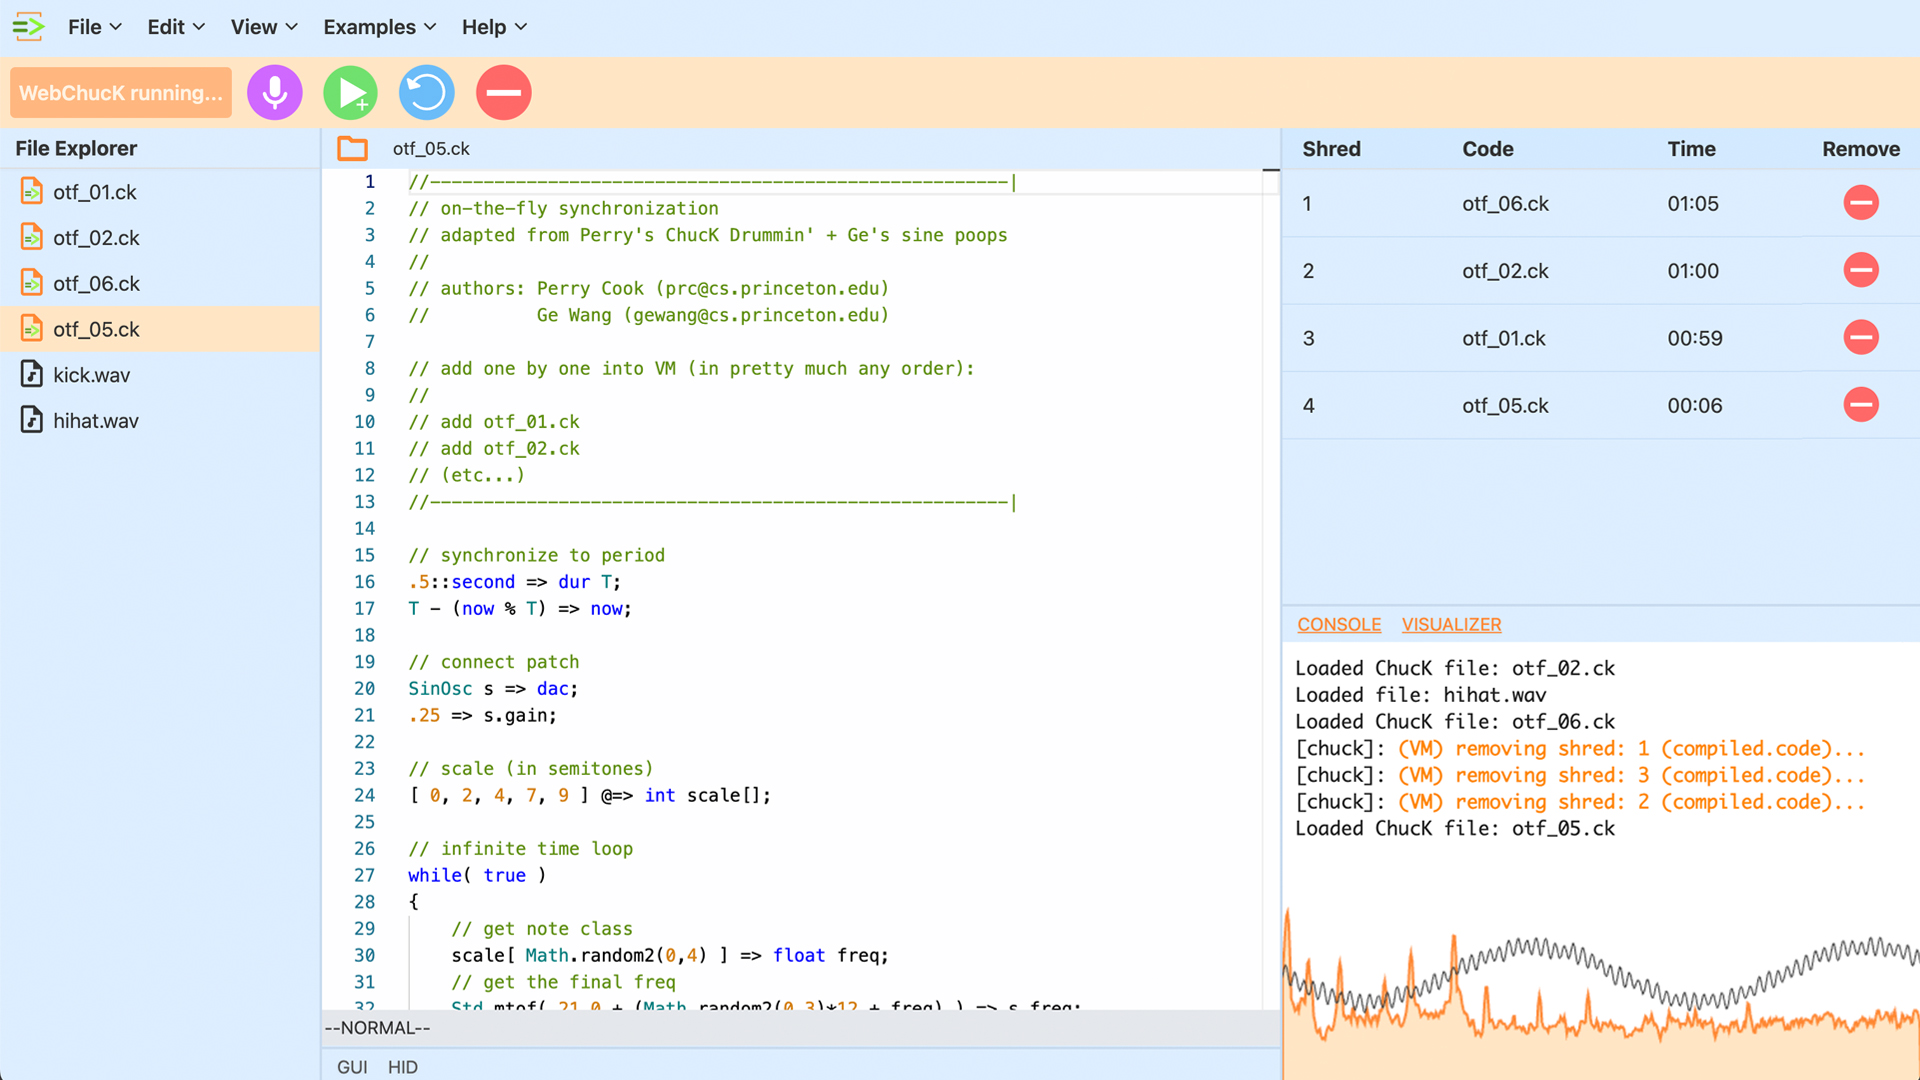 File Edit View Examples Help
WebChucK running...
File Explorer
otf_01.ck
otf_02.ck
otf_06.ck
otf_05.ck
kick.wav
hihat.wav
otf_05.ck
1 //------------------------------------------------------|
2 // on-the-fly synchronization
3 // adapted from Perry's ChucK Drummin' + Ge's sine poops
4 //
5 // authors: Perry Cook (prc@cs.princeton.edu)
6 //          Ge Wang (gewang@cs.princeton.edu)
7
8 // add one by one into VM (in pretty much any order):
9 //
10 // add otf_01.ck
11 // add otf_02.ck
12 // (etc...)
13 //------------------------------------------------------|
14
15 // synchronize to period
16 .5::second => dur T;
17 T - (now % T) => now;
18
19 // connect patch
20 SinOsc s => dac;
21 .25 => s.gain;
22
23 // scale (in semitones)
24 [ 0, 2, 4, 7, 9 ] @=> int scale[];
25
26 // infinite time loop
27 while( true )
28 {
29     // get note class
30     scale[ Math.random2(0,4) ] => float freq;
31     // get the final freq
32     Std.mtof( 21.0 + (Math.random2(0,3)*12 + freq) ) => s.freq;
--NORMAL--
GUI HID
Shred Code Time Remove
1 otf_06.ck 01:05
2 otf_02.ck 01:00
3 otf_01.ck 00:59
4 otf_05.ck 00:06
CONSOLE VISUALIZER
Loaded ChucK file: otf_02.ck
Loaded file: hihat.wav
Loaded ChucK file: otf_06.ck
[chuck]: (VM) removing shred: 1 (compiled.code)...
[chuck]: (VM) removing shred: 3 (compiled.code)...
[chuck]: (VM) removing shred: 2 (compiled.code)...
Loaded ChucK file: otf_05.ck